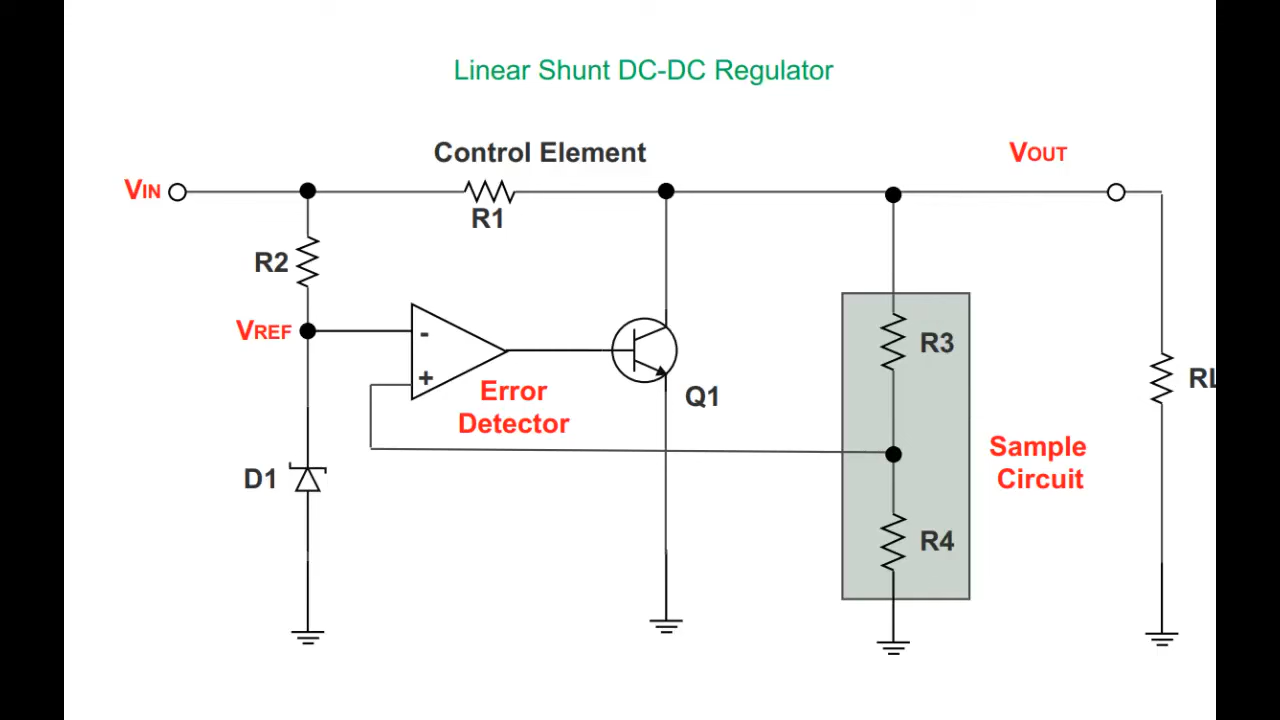 Linear Shunt DC-DC Regulator
Control Element
VOUT
VIN
R1
R2
VREF
-
+
Error
Detector
Q1
R3
RL
Sample
Circuit
D1
R4